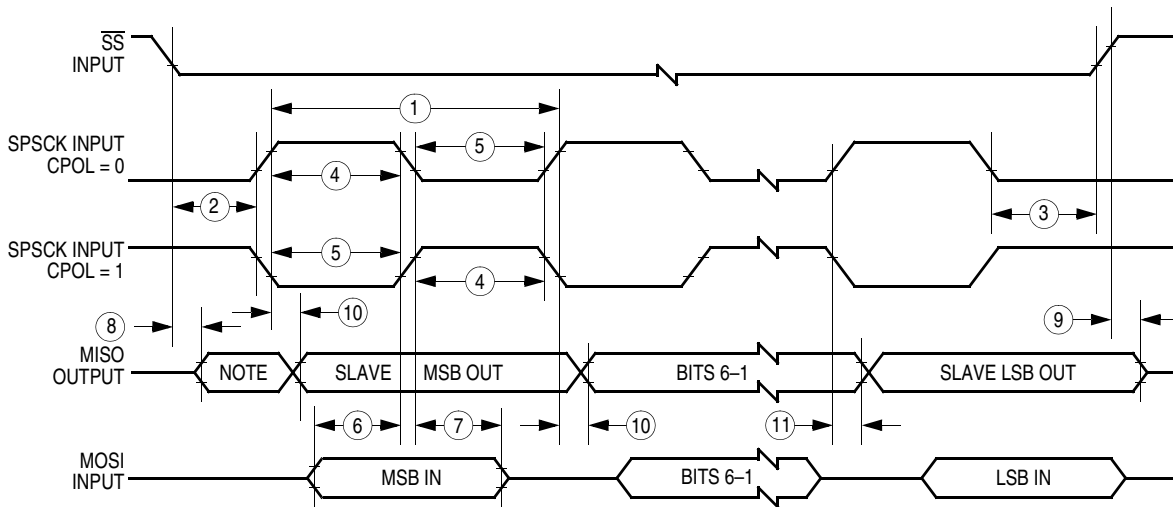 SS
INPUT
1
SPSCK INPUT
CPOL = 0
5
4
2
3
SPSCK INPUT
CPOL = 1
5
4
8
10
9
MISO
OUTPUT
NOTE
SLAVE MSB OUT
BITS 6–1
SLAVE LSB OUT
6
7
10
11
MOSI
INPUT
MSB IN
BITS 6–1
LSB IN